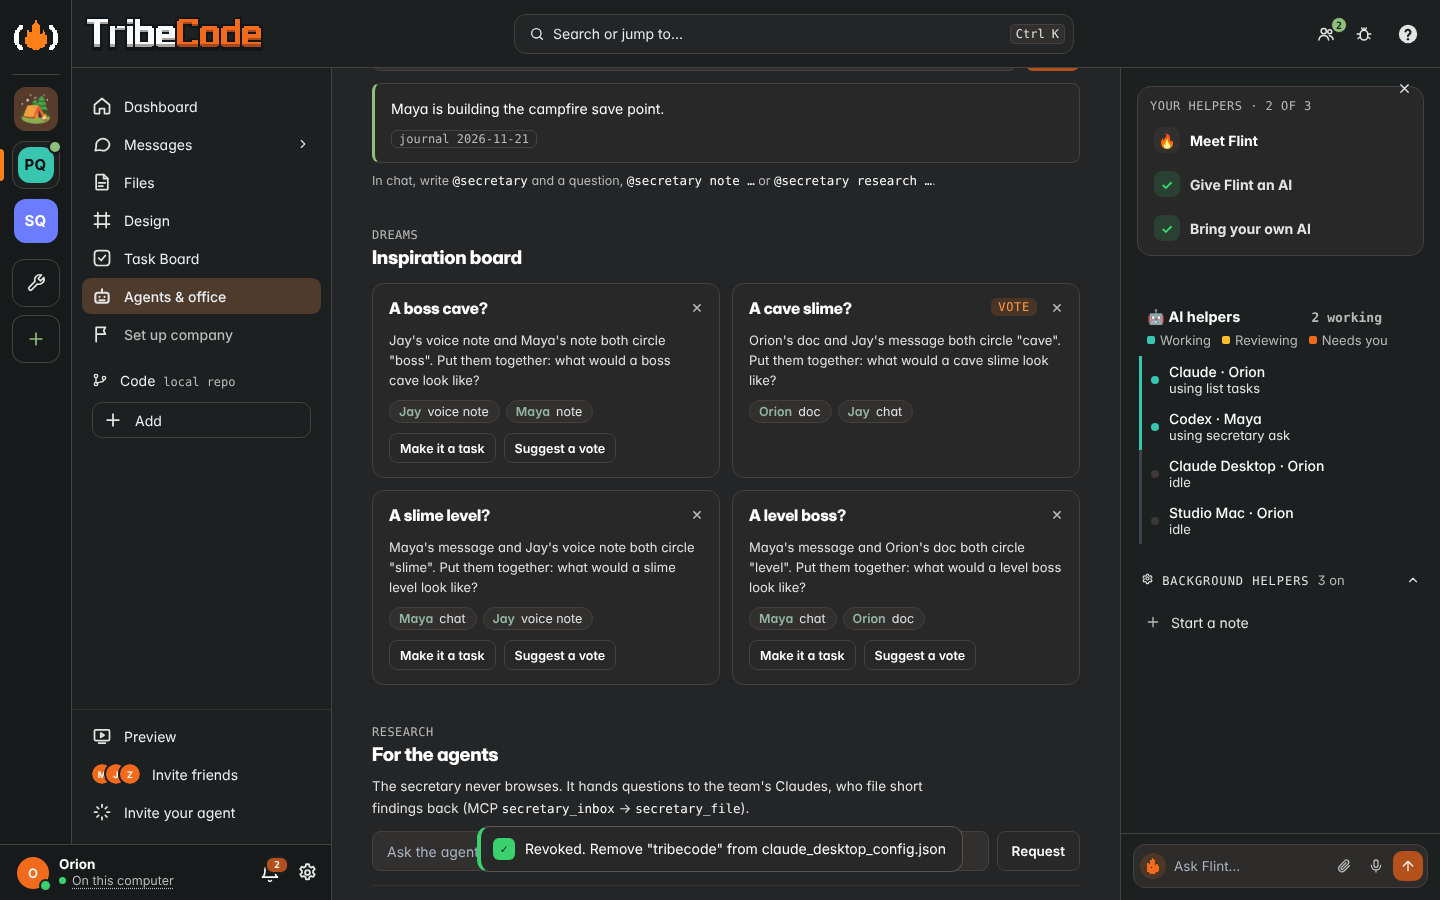 TribeCode
Search or jump to...
Ctrl K
2
PQ
SQ
Dashboard
Messages
Files
Design
Task Board
Agents & office
Set up company
Code local repo
Add
Preview
M J Z Invite friends
Invite your agent
O
Orion
On this computer
2
Maya is building the campfire save point.
journal 2026-11-21
In chat, write @secretary and a question, @secretary note … or @secretary research ….
DREAMS
Inspiration board
A boss cave?
Jay's voice note and Maya's note both circle
"boss". Put them together: what would a boss
cave look like?
Jay voice note
Maya note
Make it a task
Suggest a vote
A cave slime?
VOTE
Orion's doc and Jay's message both circle "cave".
Put them together: what would a cave slime look
like?
Orion doc
Jay chat
A slime level?
Maya's message and Jay's voice note both circle
"slime". Put them together: what would a slime
level look like?
Maya chat
Jay voice note
Make it a task
Suggest a vote
A level boss?
Maya's message and Orion's doc both circle
"level". Put them together: what would a level boss
look like?
Maya chat
Orion doc
Make it a task
Suggest a vote
RESEARCH
For the agents
The secretary never browses. It hands questions to the team's Claudes, who file short
findings back (MCP secretary_inbox → secretary_file).
Ask the agent
Request
Revoked. Remove "tribecode" from claude_desktop_config.json
YOUR HELPERS · 2 OF 3
Meet Flint
Give Flint an AI
Bring your own AI
AI helpers
2 working
Working
Reviewing
Needs you
Claude · Orion
using list tasks
Codex · Maya
using secretary ask
Claude Desktop · Orion
idle
Studio Mac · Orion
idle
BACKGROUND HELPERS 3 on
Start a note
Ask Flint...